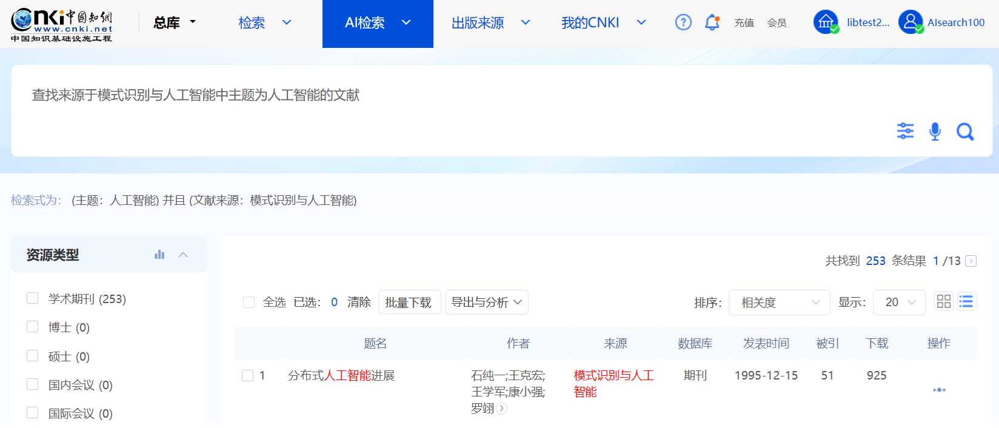 cnki 中国知網
www.cnki.net
中国知识基础设施工程
总库
检索
AI检索
出版来源
我的CNKI
充值
会员
libtest2...
AIsearch100
查找来源于模式识别与人工智能中主题为人工智能的文献
检索式为： (主题：人工智能) 并且 (文献来源：模式识别与人工智能)
资源类型
学术期刊 (253)
博士 (0)
硕士 (0)
国内会议 (0)
国际会议 (0)
共找到 253 条结果 1 /13
全选 已选： 0 清除 批量下载 导出与分析
排序： 相关度 显示： 20
题名 作者 来源 数据库 发表时间 被引 下载 操作
1 分布式人工智能进展 石纯一;王克宏; 模式识别与人工 期刊 1995-12-15 51 925
王学军;康小强; 智能
罗翊